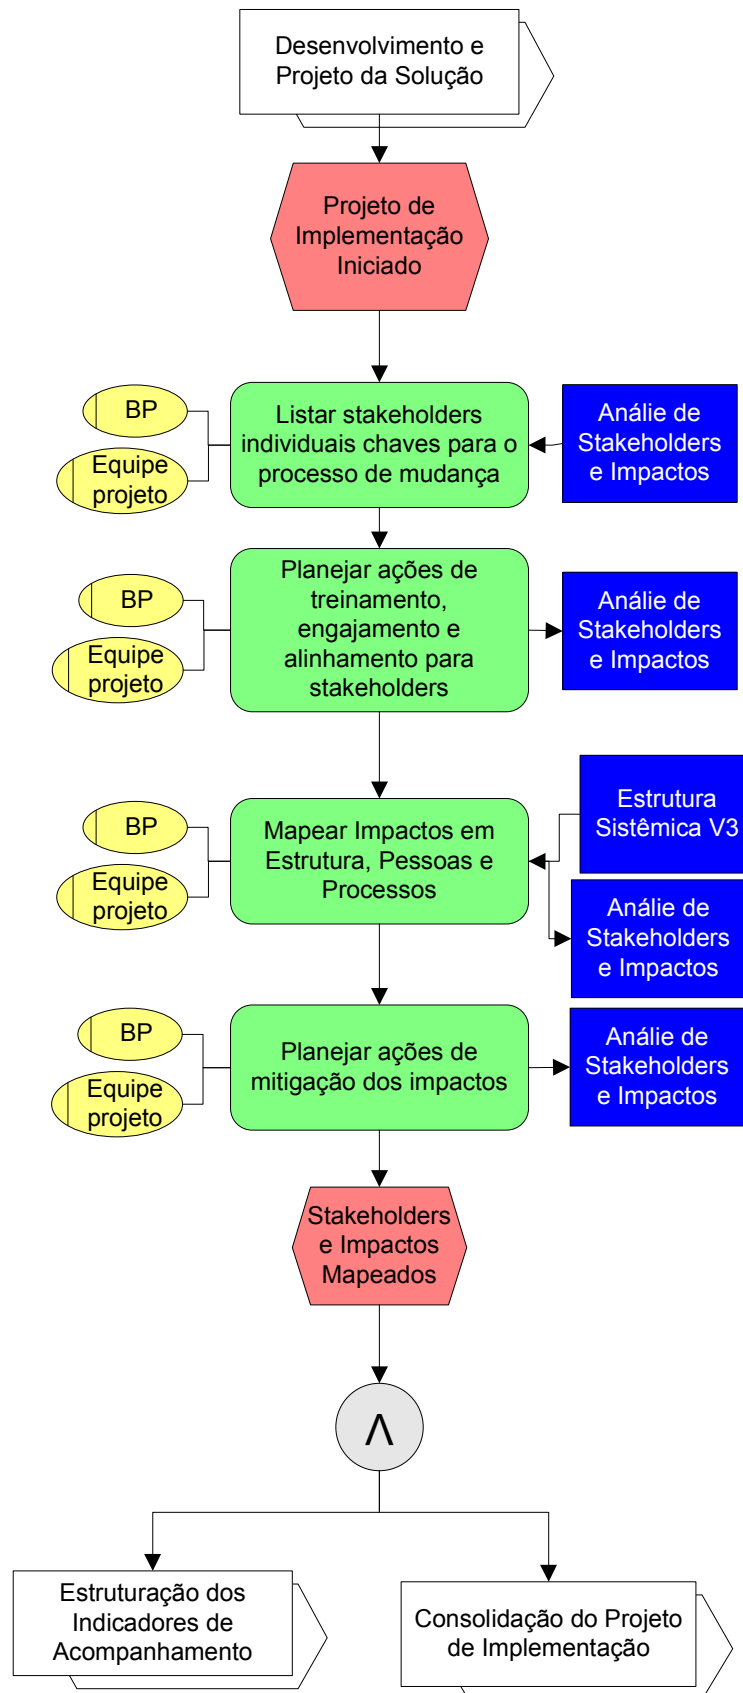 Desenvolvimento e
Projeto da Solução
Projeto de
Implementação
Iniciado
BP
Equipe
projeto
Listar stakeholders
individuais chaves para o
processo de mudança
Análie de
Stakeholders
e Impactos
BP
Equipe
projeto
Planejar ações de
treinamento,
engajamento e
alinhamento para
stakeholders
Análie de
Stakeholders
e Impactos
BP
Equipe
projeto
Mapear Impactos em
Estrutura, Pessoas e
Processos
Estrutura
Sistêmica V3
Análie de
Stakeholders
e Impactos
BP
Equipe
projeto
Planejar ações de
mitigação dos impactos
Análie de
Stakeholders
e Impactos
Stakeholders
e Impactos
Mapeados
Λ
Estruturação dos
Indicadores de
Acompanhamento
Consolidação do Projeto
de Implementação